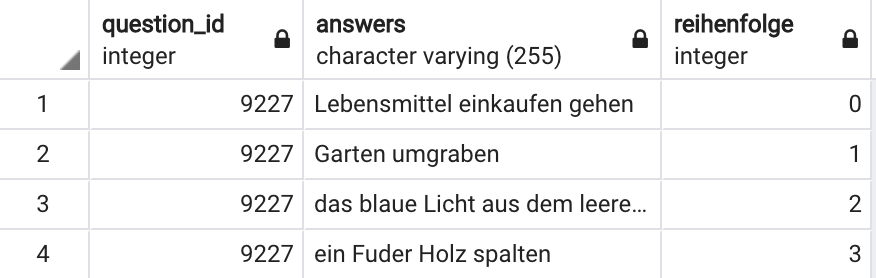 question_id answers reihenfolge
integer character varying (255) integer
1 9227 Lebensmittel einkaufen gehen 0
2 9227 Garten umgraben 1
3 9227 das blaue Licht aus dem leere... 2
4 9227 ein Fuder Holz spalten 3